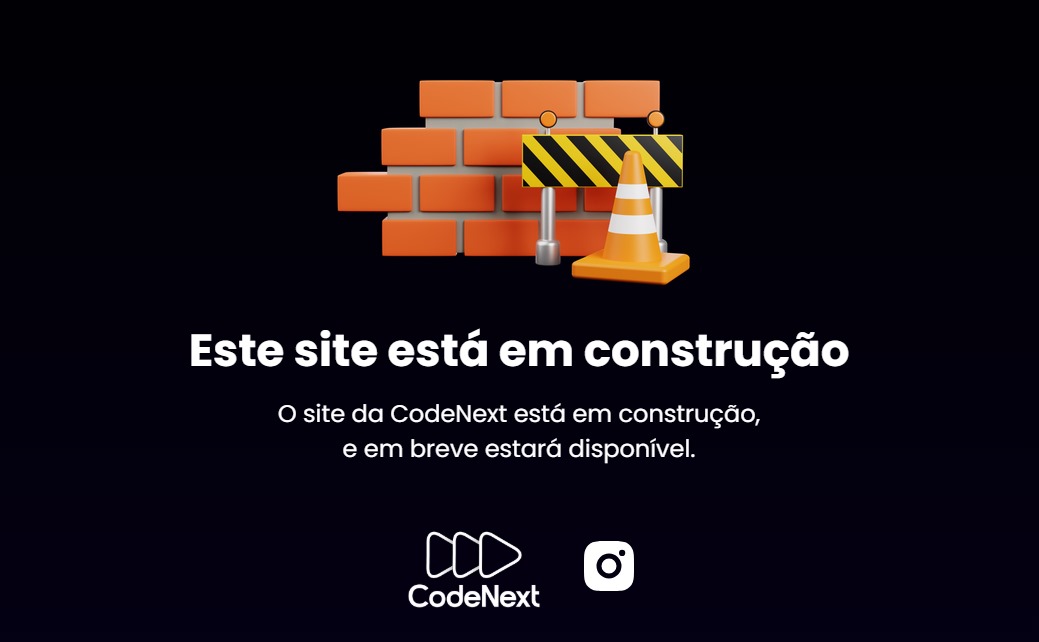 Este site está em construção
O site da CodeNext está em construção,
e em breve estará disponível.
CodeNext